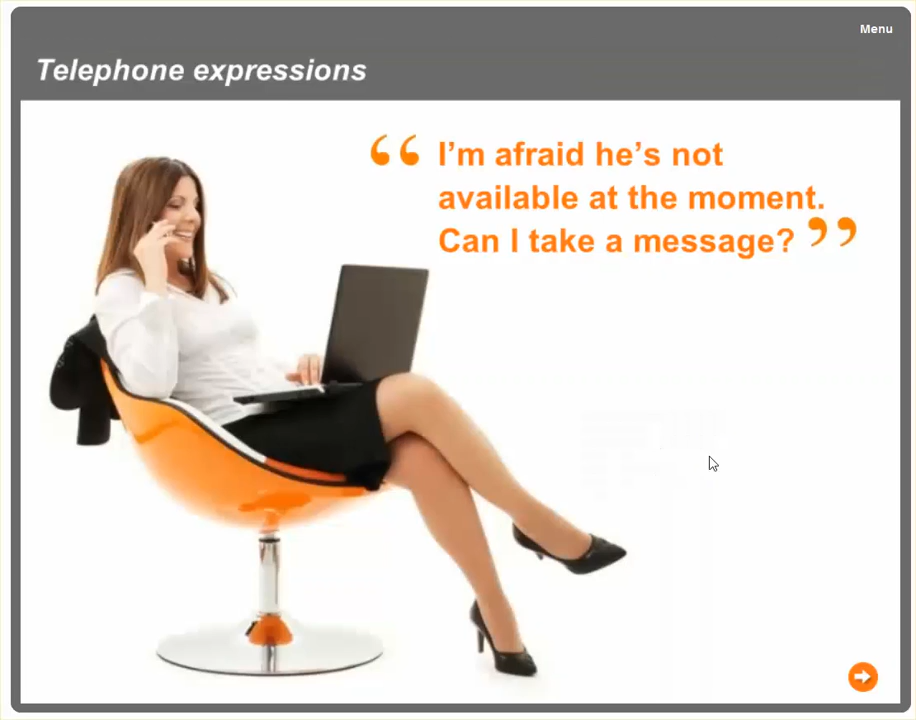 Menu
Telephone expressions
“ I’m afraid he’s not
available at the moment.
Can I take a message? ”